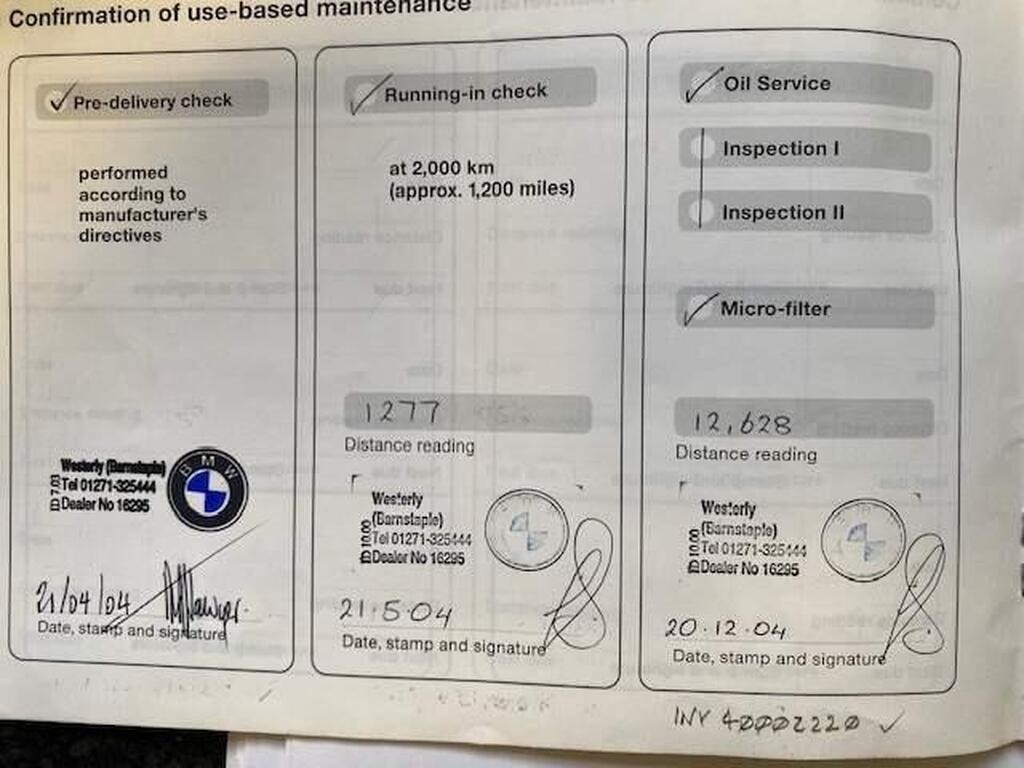 Confirmation of use-based maintenance
Pre-delivery check
performed
according to
manufacturer's
directives
Westerly (Barnstaple)
Tel 01271-325444
Dealer No 16295
BMW
21/04/04
Date, stamp and signature
Running-in check
at 2,000 km
(approx. 1,200 miles)
1277
Distance reading
Westerly
(Barnstaple)
Tel 01271-325444
Dealer No 16295
21.5.04
Date, stamp and signature
Oil Service
Inspection I
Inspection II
Micro-filter
12,628
Distance reading
Westerly
(Barnstaple)
Tel 01271-325444
Dealer No 16295
20.12.04
Date, stamp and signature
INV 40002220